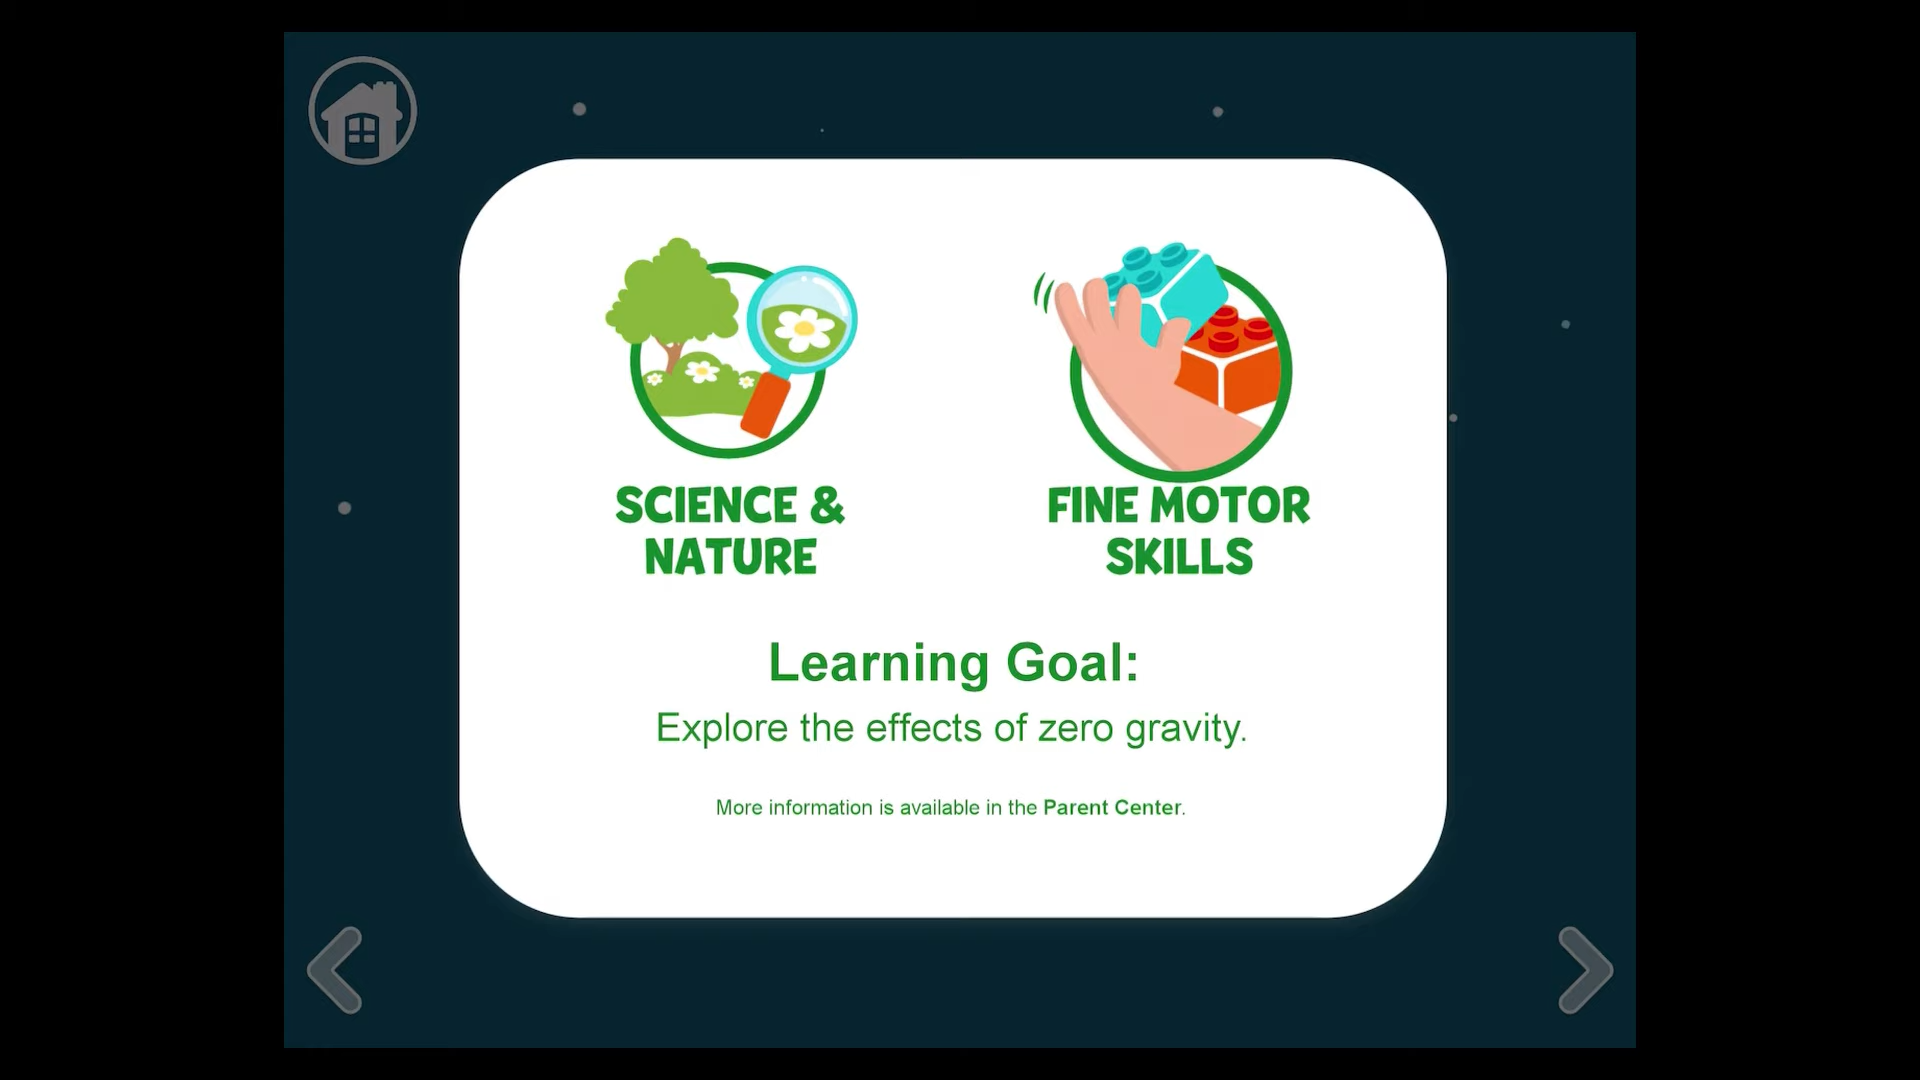 SCIENCE &
NATURE
FINE MOTOR
SKILLS
Learning Goal:
Explore the effects of zero gravity.
More information is available in the Parent Center.